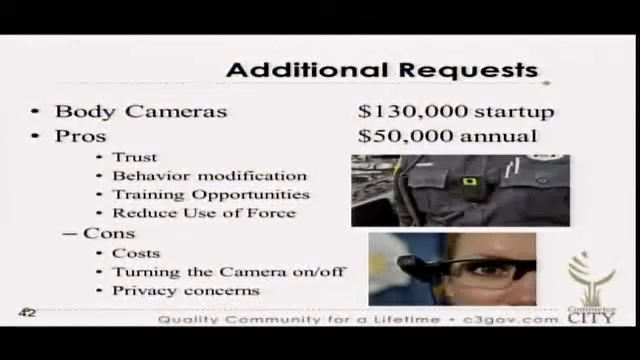 Additional Requests
• Body Cameras $130,000 startup
• Pros $50,000 annual
• Trust
• Behavior modification
• Training Opportunities
• Reduce Use of Force
– Cons
• Costs
• Turning the Camera on/off
• Privacy concerns
42
Quality Community for a Lifetime • c3gov.com
CITY